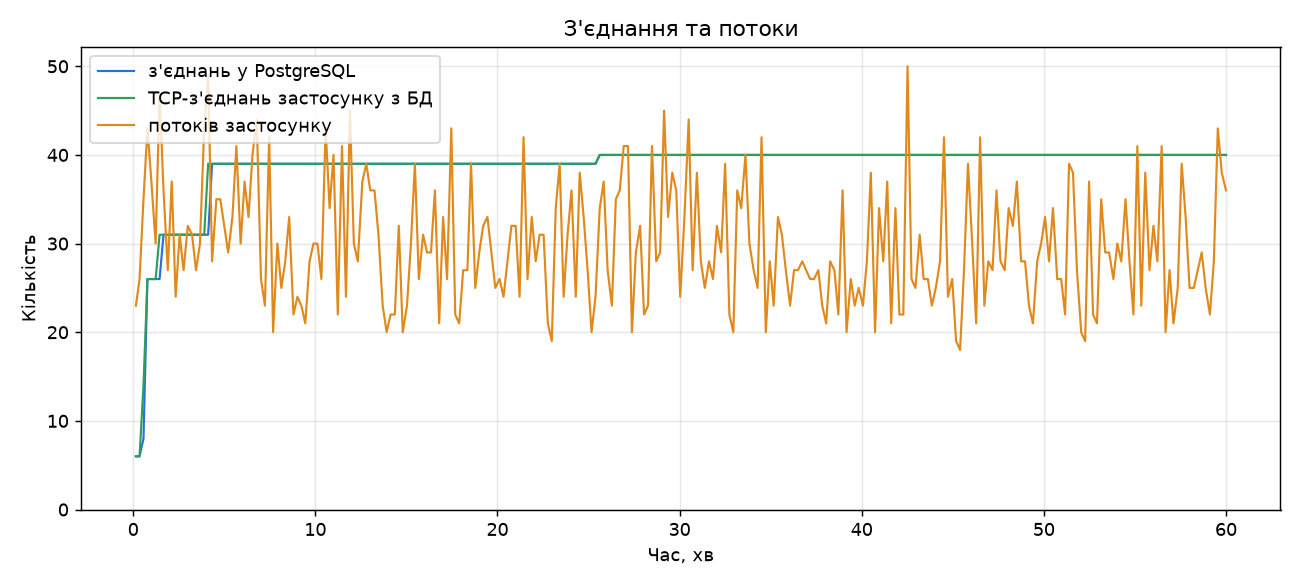 З'єднання та потоки
з'єднань у PostgreSQL
TCP-з'єднань застосунку з БД
потоків застосунку
Кількість
50
40
30
20
10
0
0 10 20 30 40 50 60
Час, хв